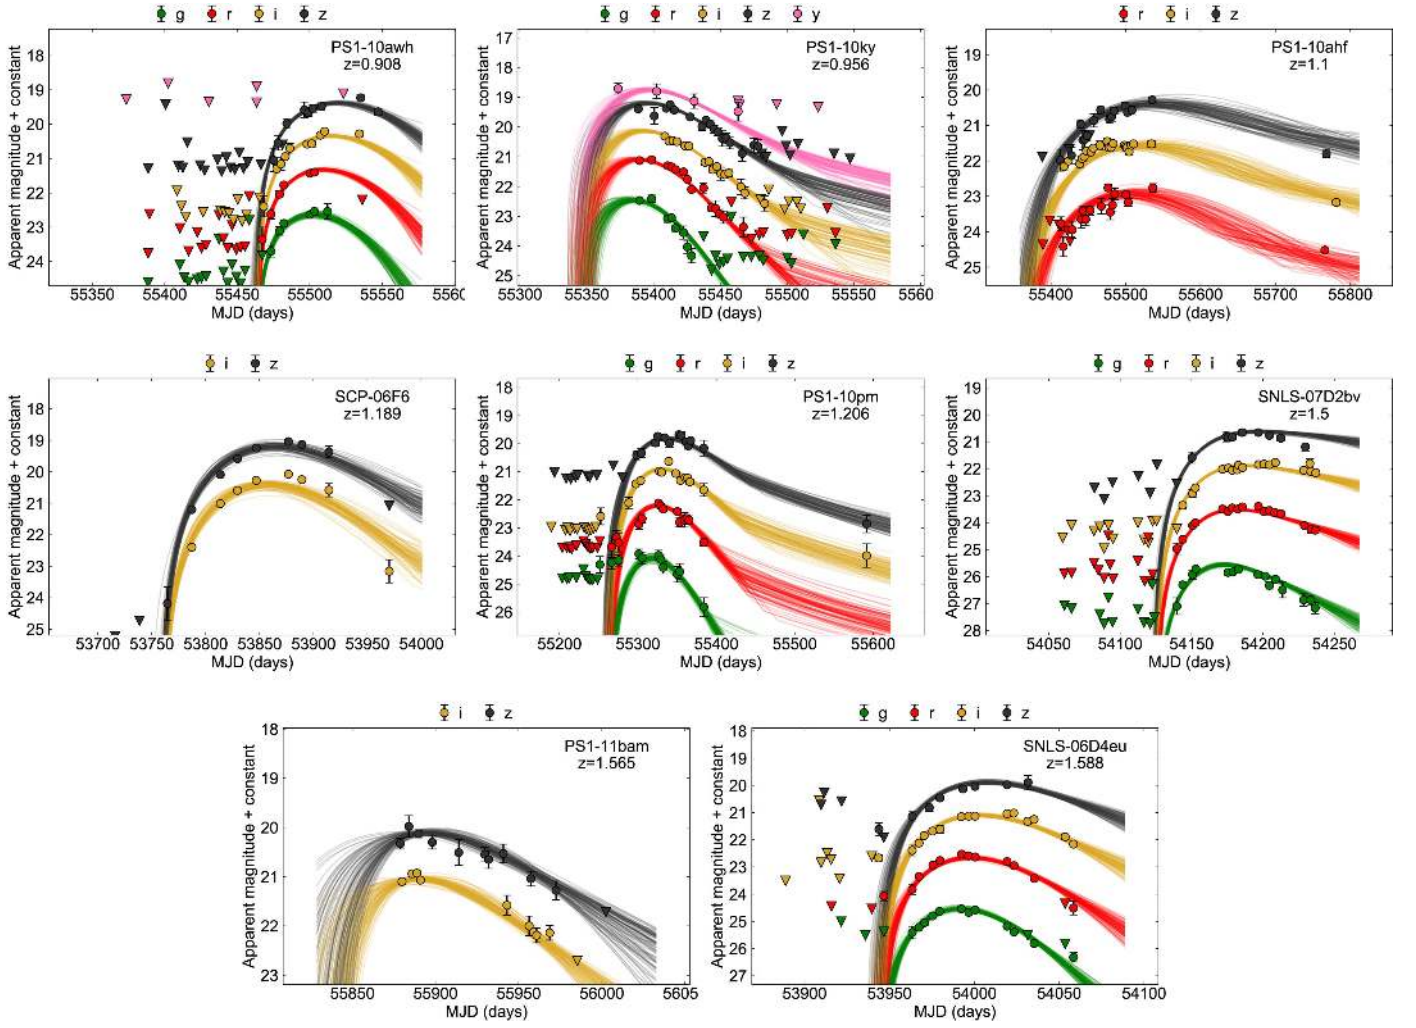 g r i z
PS1-10awh
z=0.908
Apparent magnitude + constant
18
19
20
21
22
23
24
55350 55400 55450 55500 55550 5560
MJD (days)
g r i z y
PS1-10ky
z=0.956
Apparent magnitude + constant
17
18
19
20
21
22
23
24
25
55300 55350 55400 55450 55500 55550 5560
MJD (days)
r i z
PS1-10ahf
z=1.1
Apparent magnitude + constant
19
20
21
22
23
24
25
55400 55500 55600 55700 55800
MJD (days)
i z
SCP-06F6
z=1.189
Apparent magnitude + constant
18
19
20
21
22
23
24
25
53700 53750 53800 53850 53900 53950 54000
MJD (days)
g r i z
PS1-10pm
z=1.206
Apparent magnitude + constant
18
19
20
21
22
23
24
25
26
55200 55300 55400 55500 55600
MJD (days)
g r i z
SNLS-07D2bv
z=1.5
Apparent magnitude + constant
19
20
21
22
23
24
25
26
27
28
54050 54100 54150 54200 54250
MJD (days)
i z
PS1-11bam
z=1.565
Apparent magnitude + constant
18
19
20
21
22
23
55850 55900 55950 56000 5605
MJD (days)
g r i z
SNLS-06D4eu
z=1.588
Apparent magnitude + constant
18
19
20
21
22
23
24
25
26
27
53900 53950 54000 54050 54100
MJD (days)